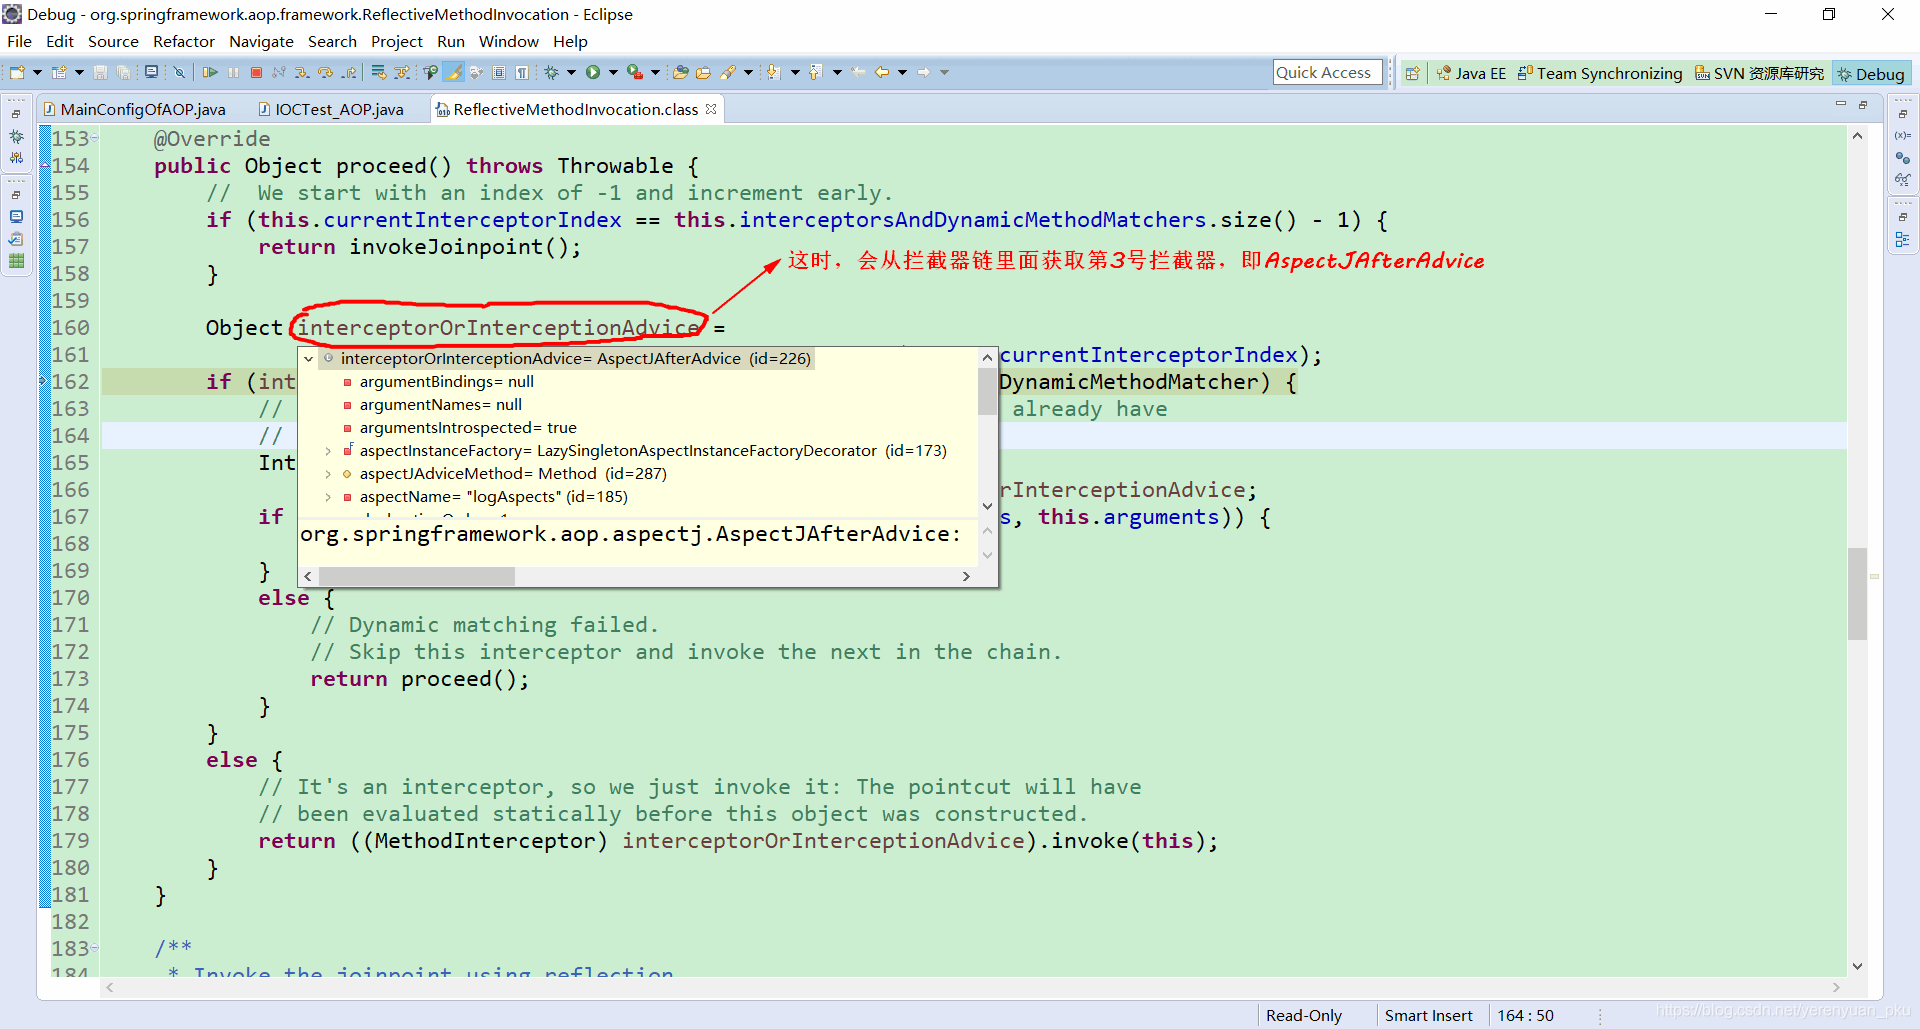 Debug - org.springframework.aop.framework.ReflectiveMethodInvocation - Eclipse
File Edit Source Refactor Navigate Search Project Run Window Help
Quick Access Java EE Team Synchronizing SVN 资源库研究 Debug
MainConfigOfAOP.java IOCTest_AOP.java ReflectiveMethodInvocation.class
153 @Override
154 public Object proceed() throws Throwable {
155 // We start with an index of -1 and increment early.
156 if (this.currentInterceptorIndex == this.interceptorsAndDynamicMethodMatchers.size() - 1) {
157 return invokeJoinpoint();
这时，会从拦截器链里面获取第3号拦截器，即AspectJAfterAdvice
158 }
159
160 Object interceptorOrInterceptionAdvice =
161 currentInterceptorIndex);
interceptorOrInterceptionAdvice= AspectJAfterAdvice (id=226)
162 if (int DynamicMethodMatcher) {
argumentBindings= null
163 // already have
argumentNames= null
164 //
argumentsIntrospected= true
165 Int
aspectInstanceFactory= LazySingletonAspectInstanceFactoryDecorator (id=173)
aspectJAdviceMethod= Method (id=287)
166 rInterceptionAdvice;
aspectName= "logAspects" (id=185)
167 if s, this.arguments)) {
org.springframework.aop.aspectj.AspectJAfterAdvice:
168
169 }
170 else {
171 // Dynamic matching failed.
172 // Skip this interceptor and invoke the next in the chain.
173 return proceed();
174 }
175 }
176 else {
177 // It's an interceptor, so we just invoke it: The pointcut will have
178 // been evaluated statically before this object was constructed.
179 return ((MethodInterceptor) interceptorOrInterceptionAdvice).invoke(this);
180 }
181 }
182
183 /**
184 * Invoke the joinpoint using reflection
Read-Only Smart Insert 164 : 50
https://blog.csdn.net/yerenyuan_pku